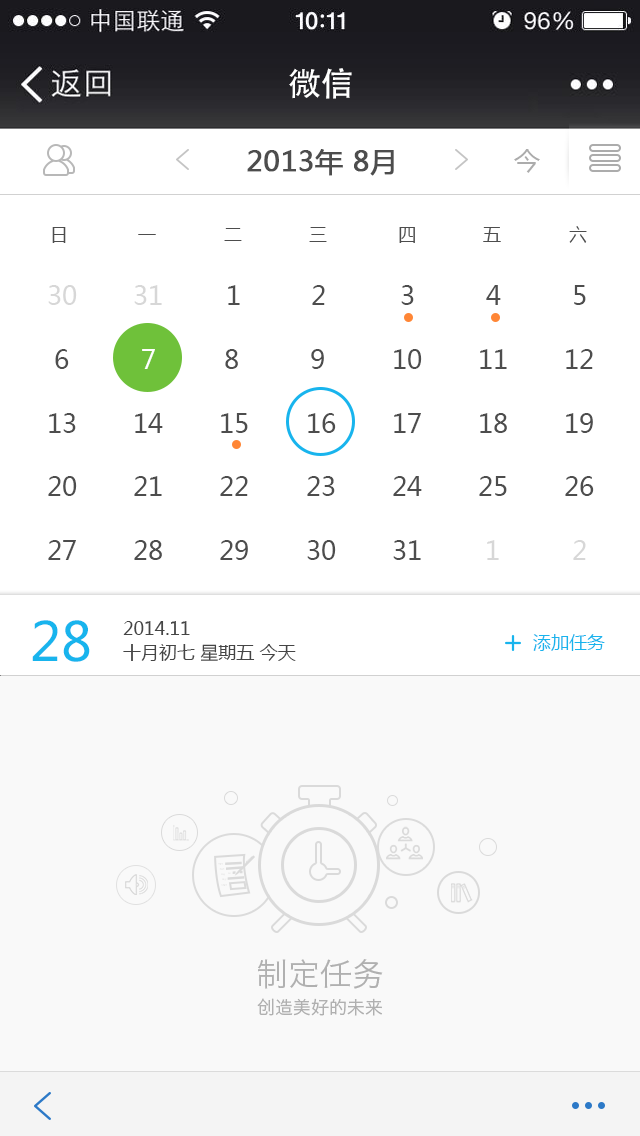 中国联通 10:11 96%
返回 微信
2013年 8月 今
日 一 二 三 四 五 六
30 31 1 2 3 4 5
6 7 8 9 10 11 12
13 14 15 16 17 18 19
20 21 22 23 24 25 26
27 28 29 30 31 1 2
28 2014.11
十月初七 星期五 今天 + 添加任务
制定任务
创造美好的未来